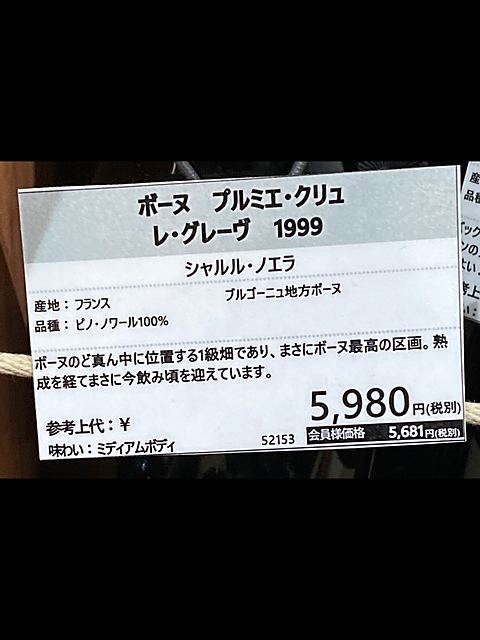 ボーヌ　プルミエ・クリュ
レ・グレーヴ　1999
シャルル・ノエラ
産地：フランス　ブルゴーニュ地方ボーヌ
品種：ピノ・ノワール100%
ボーヌのど真ん中に位置する1級畑であり、まさにボーヌ最高の区画。熟
成を経てまさに今飲み頃を迎えています。
5,980円(税別)
参考上代：￥
味わい：ミディアムボディ　52153　会員様価格　5,681円(税別)